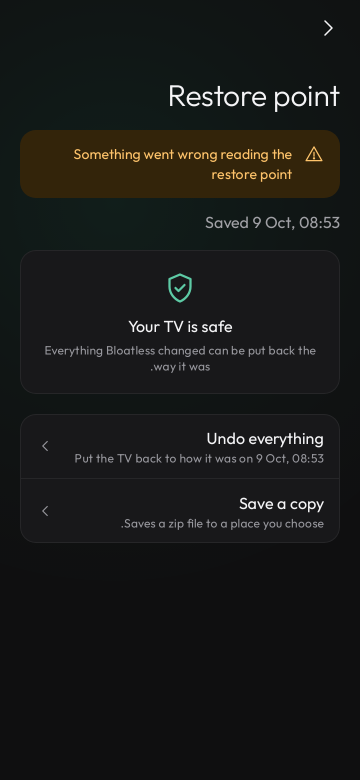 Restore point
Something went wrong reading the
restore point
Saved 9 Oct, 08:53
Your TV is safe
Everything Bloatless changed can be put back the
.way it was
Undo everything
Put the TV back to how it was on 9 Oct, 08:53
Save a copy
.Saves a zip file to a place you choose